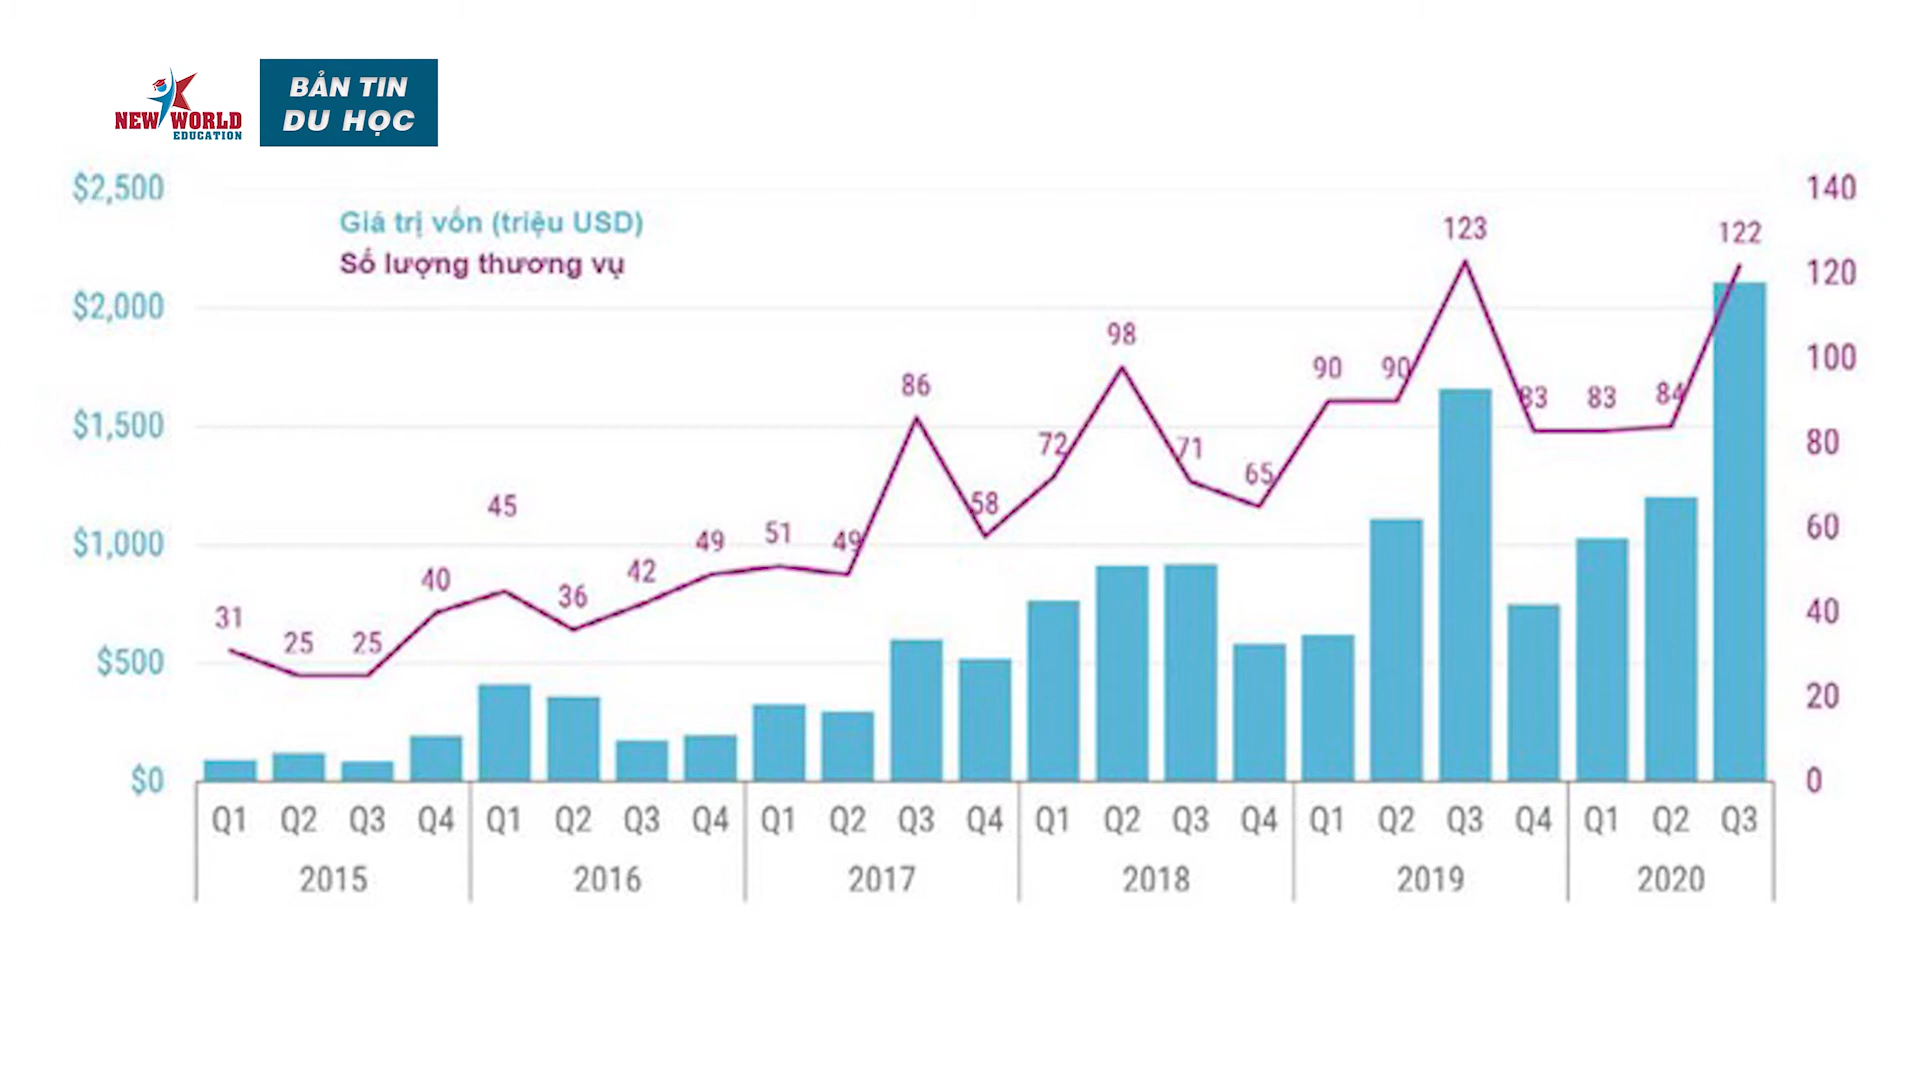 NEW WORLD
EDUCATION
BẢN TIN
DU HỌC
Giá trị vốn (triệu USD)
Số lượng thương vụ
$2,500
$2,000
$1,500
$1,000
$500
$0
140
120
100
80
60
40
20
0
31 25 25 40 45 36 42 49 51 49 86 58 72 98 71 65 90 90 123 83 83 84 122
Q1 Q2 Q3 Q4 Q1 Q2 Q3 Q4 Q1 Q2 Q3 Q4 Q1 Q2 Q3 Q4 Q1 Q2 Q3 Q4 Q1 Q2 Q3
2015 2016 2017 2018 2019 2020